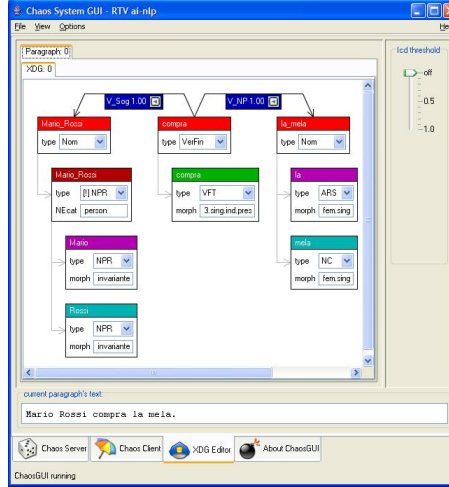 Chaos System GUI - RTV ai-nlp
File View Options He
Paragraph: 0
XDG: 0
lcd threshold
off
0.5
1.0
V_Sog 1.00 V_NP 1.00
Mario_Rossi compra la_mela
type Nom type VerFin type Nom
Mario_Rossi compra la
type [!] NPR type VFT type ARS
NEcat person morph 3.sing.ind.pres morph fem.sing
Mario mela
type NPR type NC
morph invariante morph fem.sing
Rossi
type NPR
morph invariante
current paragraph's text:
Mario Rossi compra la mela.
Chaos Server Chaos Client XDG Editor About ChaosGUI
ChaosGUI running